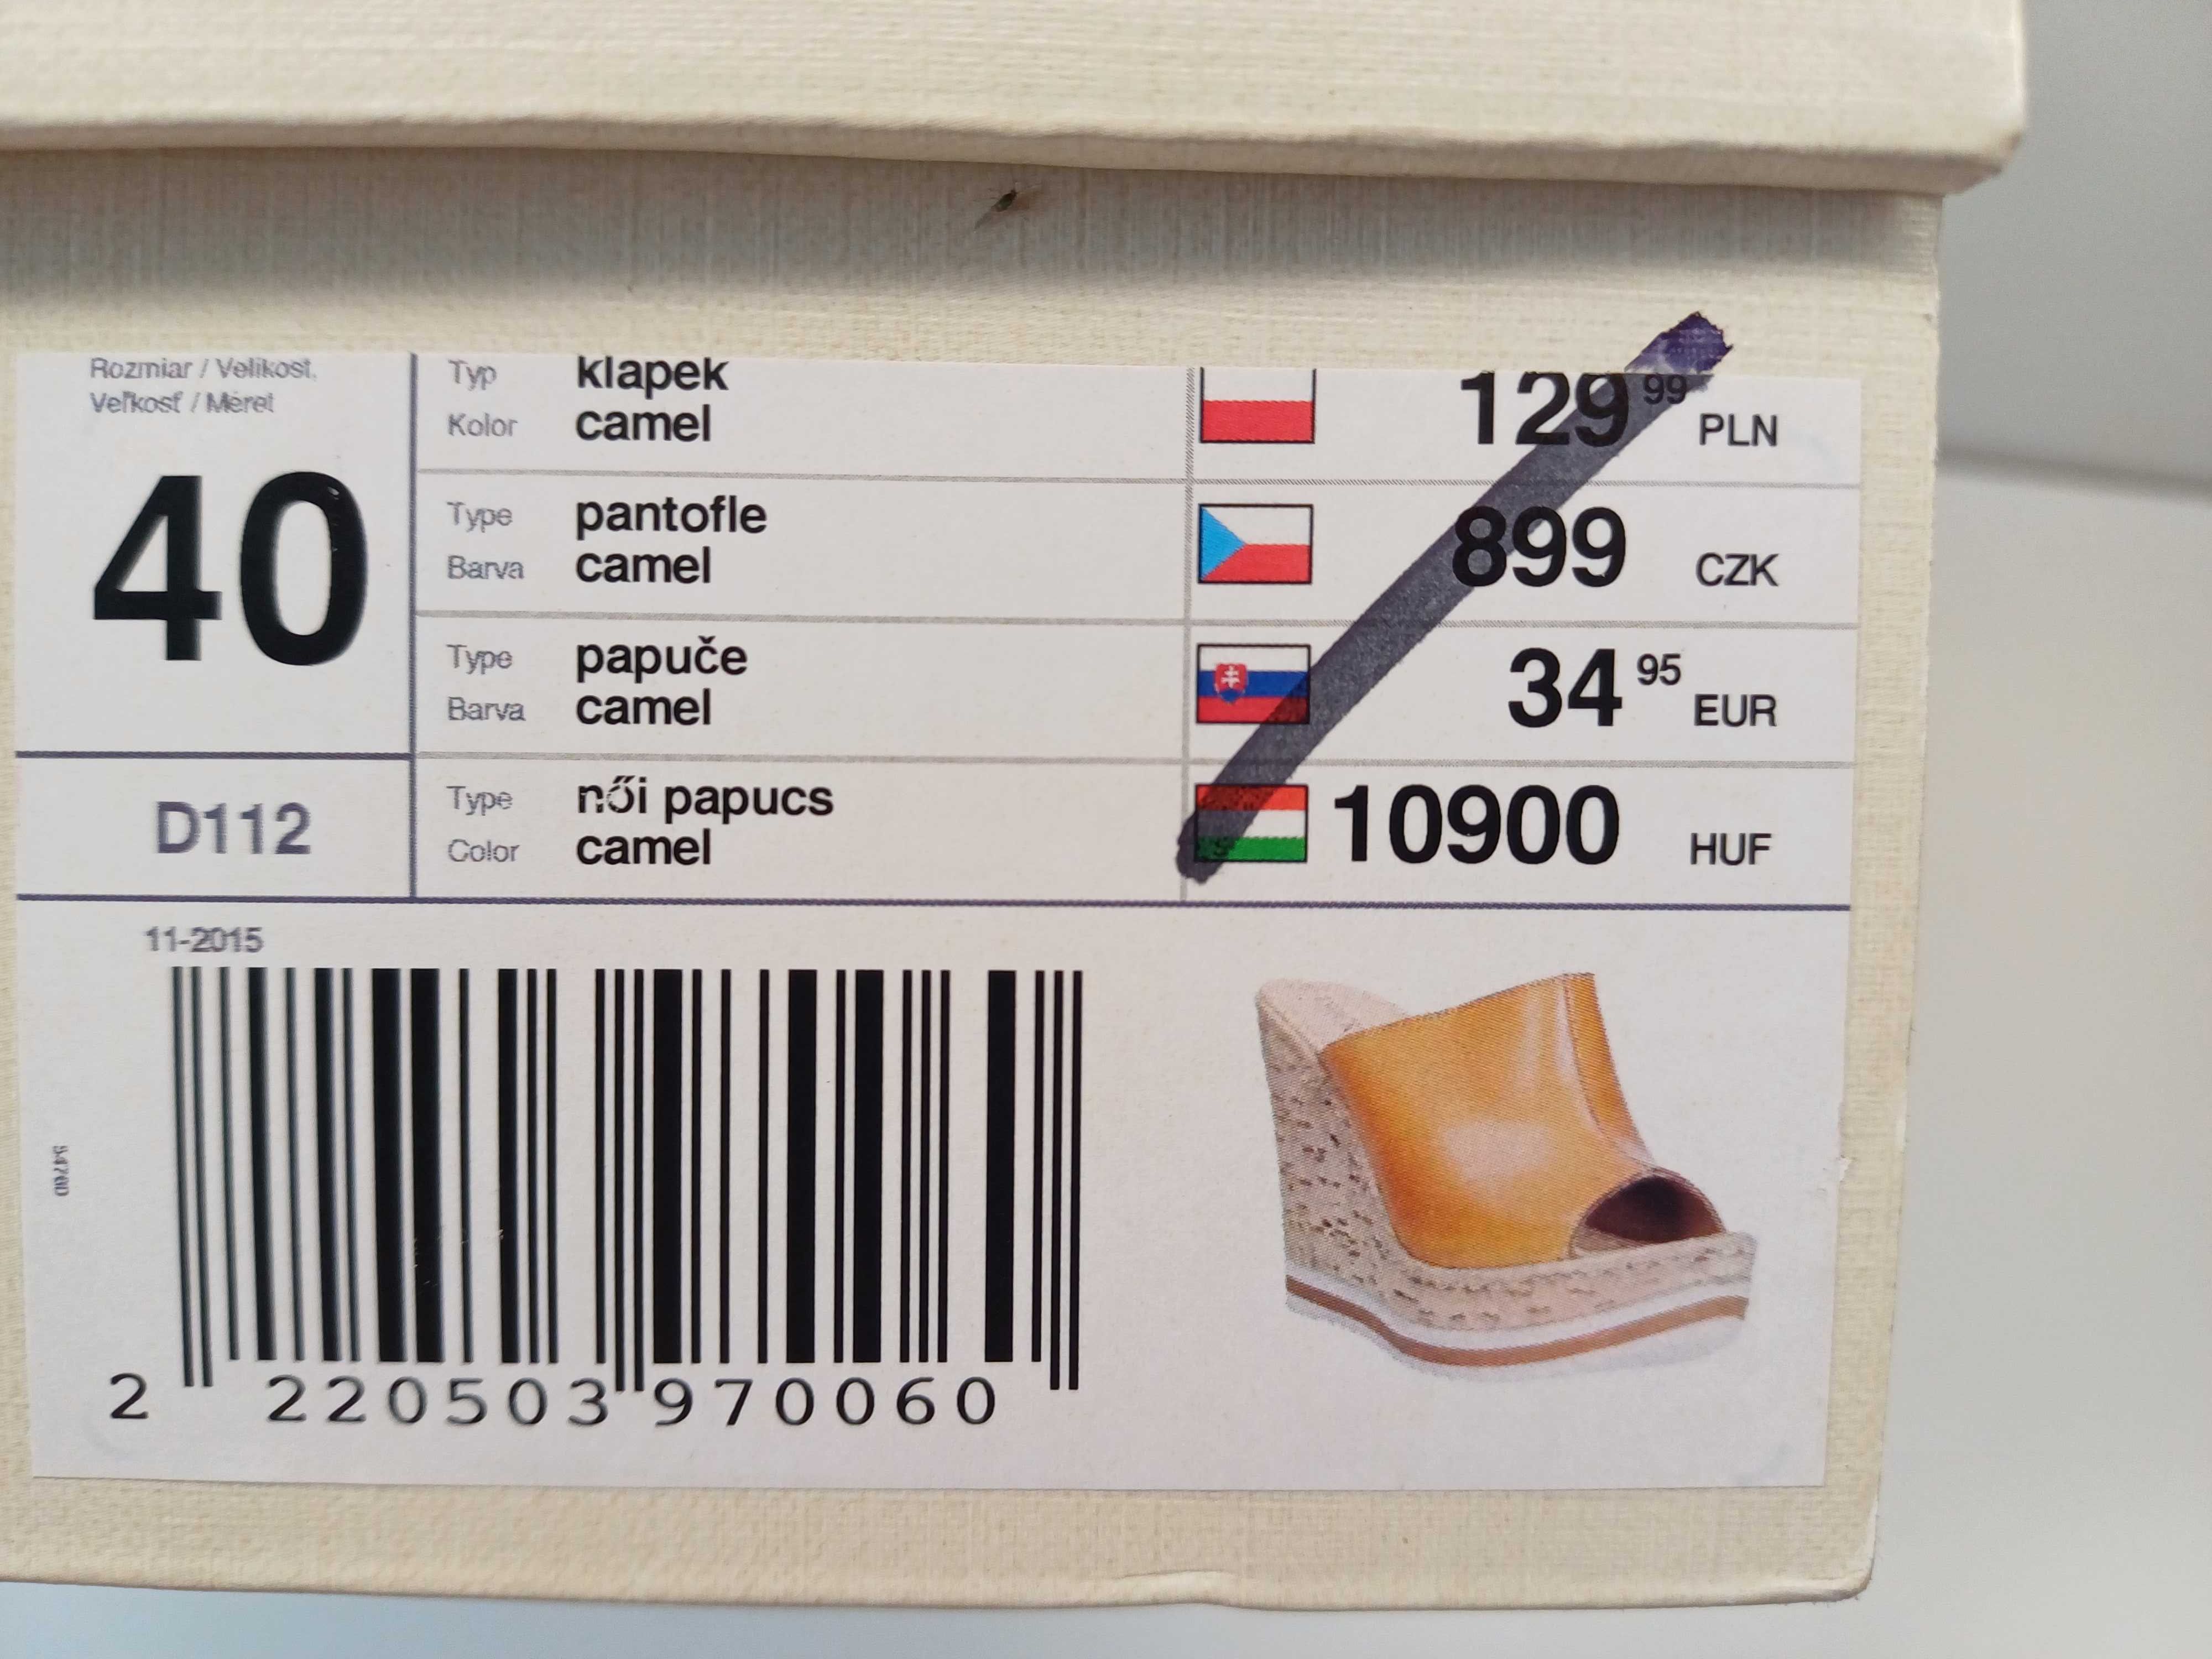 Rozmiar / Velikost,
Veľkosť / Méret
40
D112
Typ klapek
Kolor camel
129 99 PLN
Type pantofle
Barva camel
899 CZK
Type papuče
Barva camel
34 95 EUR
Type női papucs
Color camel
10900 HUF
11-2015
2 220503 970060